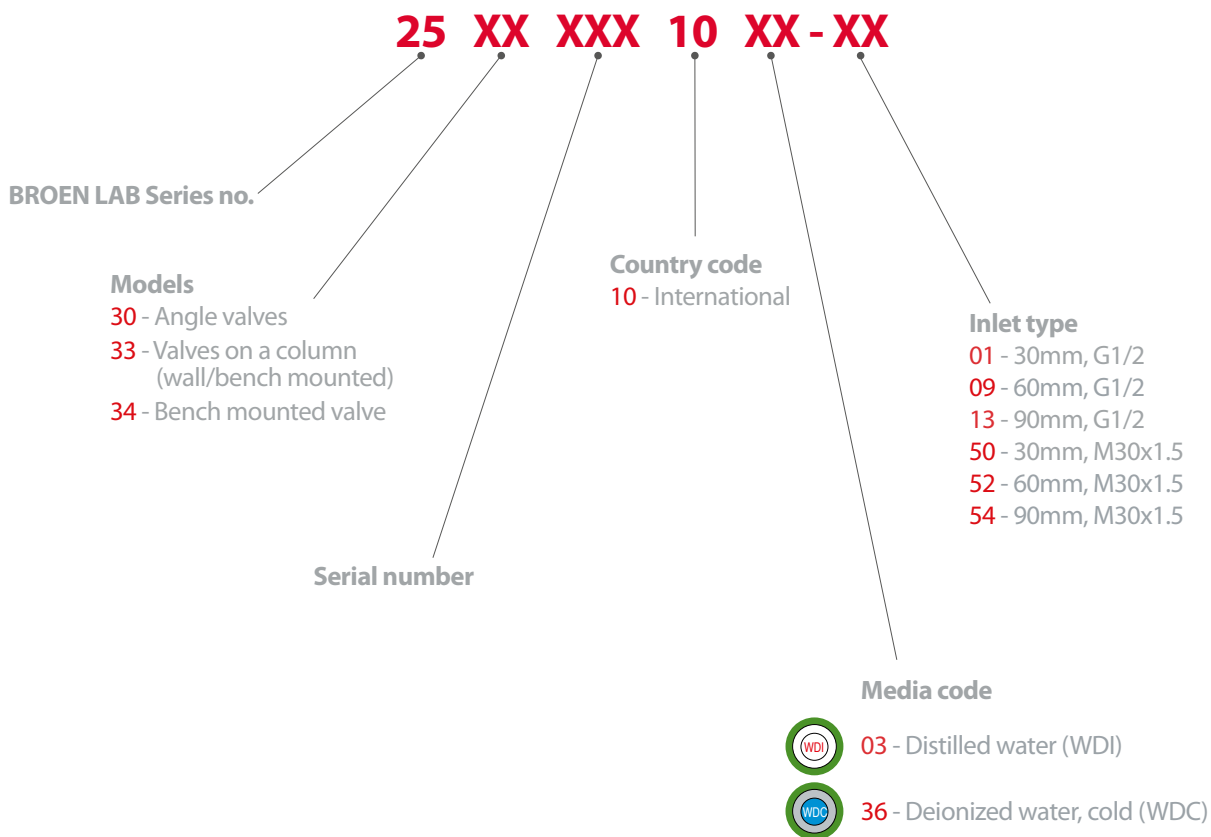 25 XX XXX 10 XX - XX
BROEN LAB Series no.
Models
30 - Angle valves
33 - Valves on a column
(wall/bench mounted)
34 - Bench mounted valve
Serial number
Country code
10 - International
Inlet type
01 - 30mm, G1/2
09 - 60mm, G1/2
13 - 90mm, G1/2
50 - 30mm, M30x1.5
52 - 60mm, M30x1.5
54 - 90mm, M30x1.5
Media code
WDI 03 - Distilled water (WDI)
WDC 36 - Deionized water, cold (WDC)